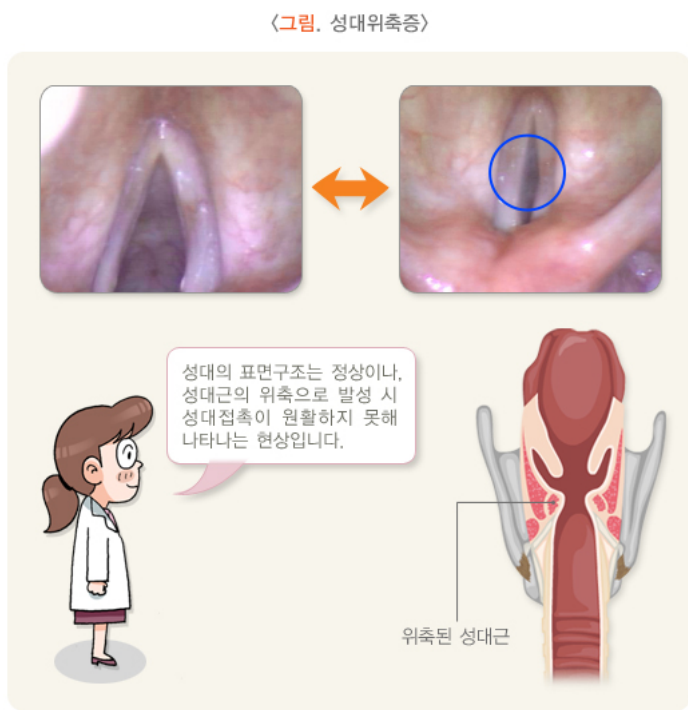 <그림. 성대위축증>
성대의 표면구조는 정상이나,
성대근의 위축으로 발성 시
성대접촉이 원활하지 못해
나타나는 현상입니다.
위축된 성대근